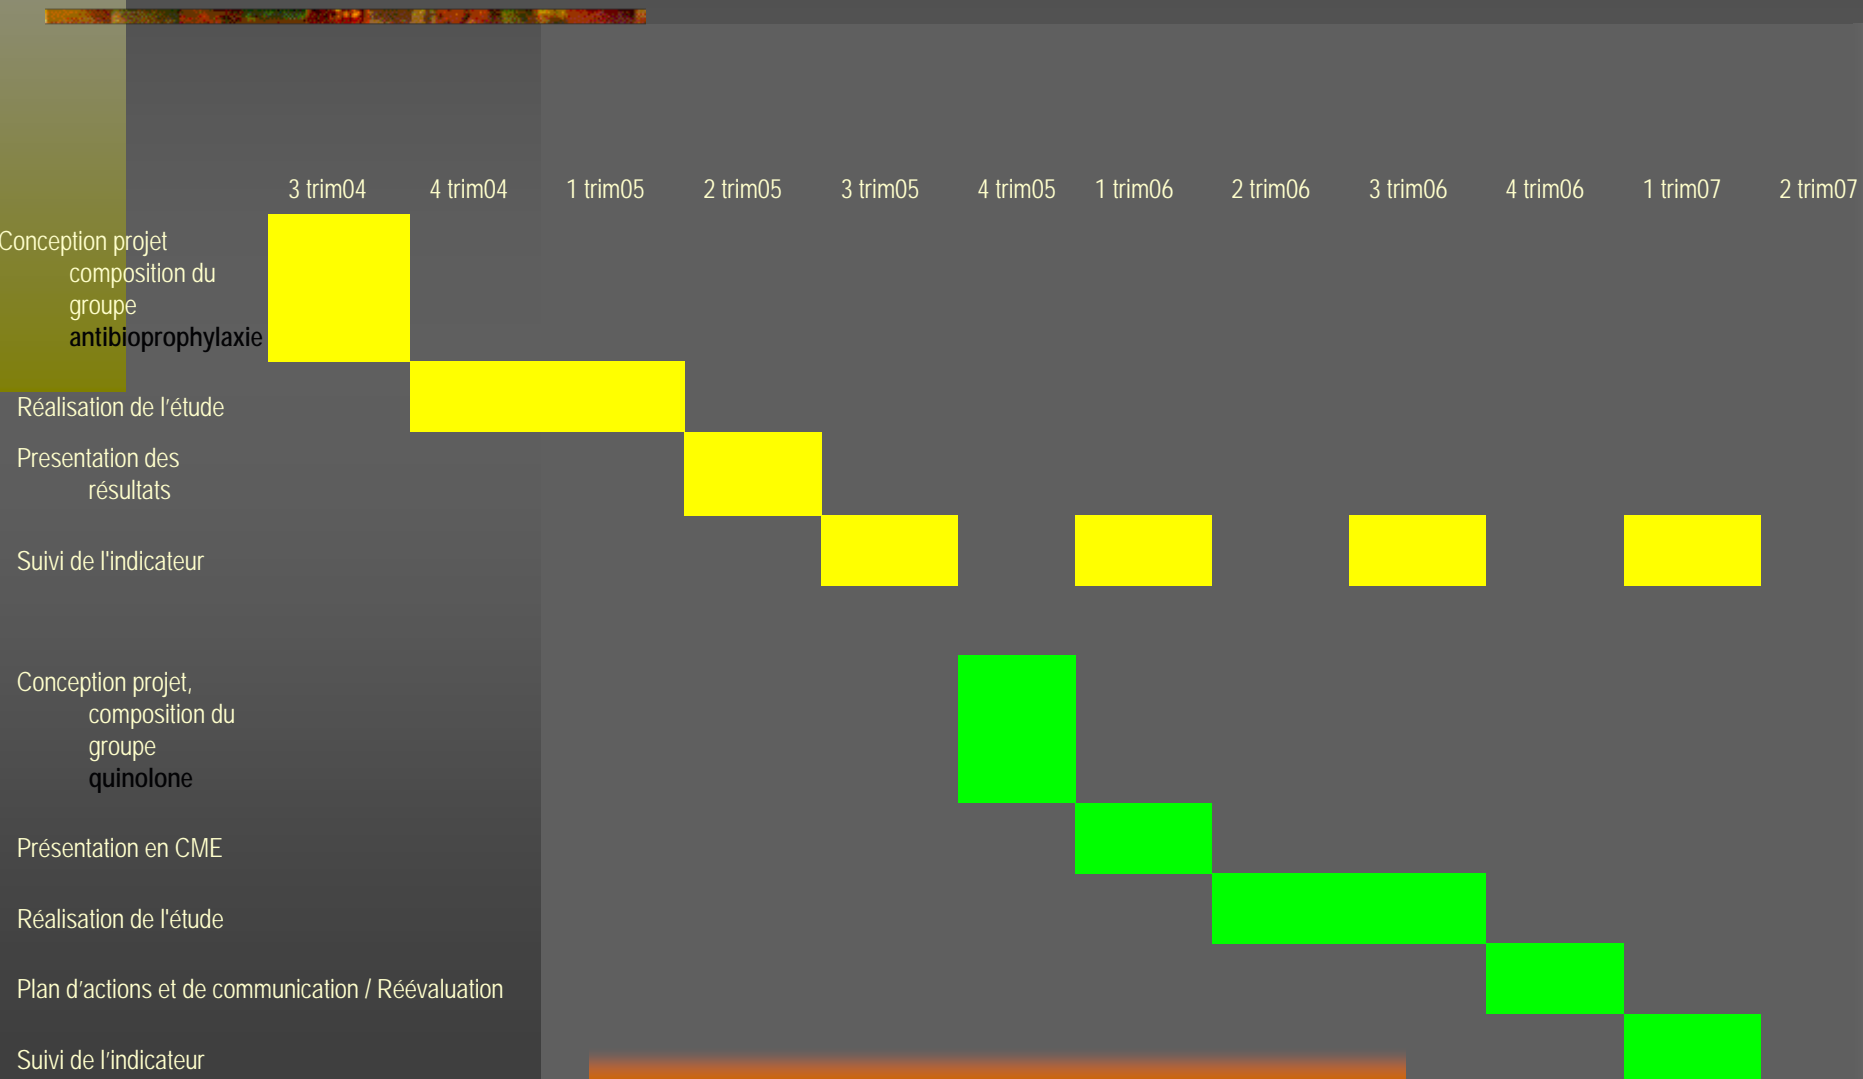 3 trim04 4 trim04 1 trim05 2 trim05 3 trim05 4 trim05 1 trim06 2 trim06 3 trim06 4 trim06 1 trim07 2 trim07
Conception projet
composition du
groupe
antibioprophylaxie
Réalisation de l’étude
Presentation des
résultats
Suivi de l'indicateur
Conception projet,
composition du
groupe
quinolone
Présentation en CME
Réalisation de l'étude
Plan d’actions et de communication / Réévaluation
Suivi de l’indicateur